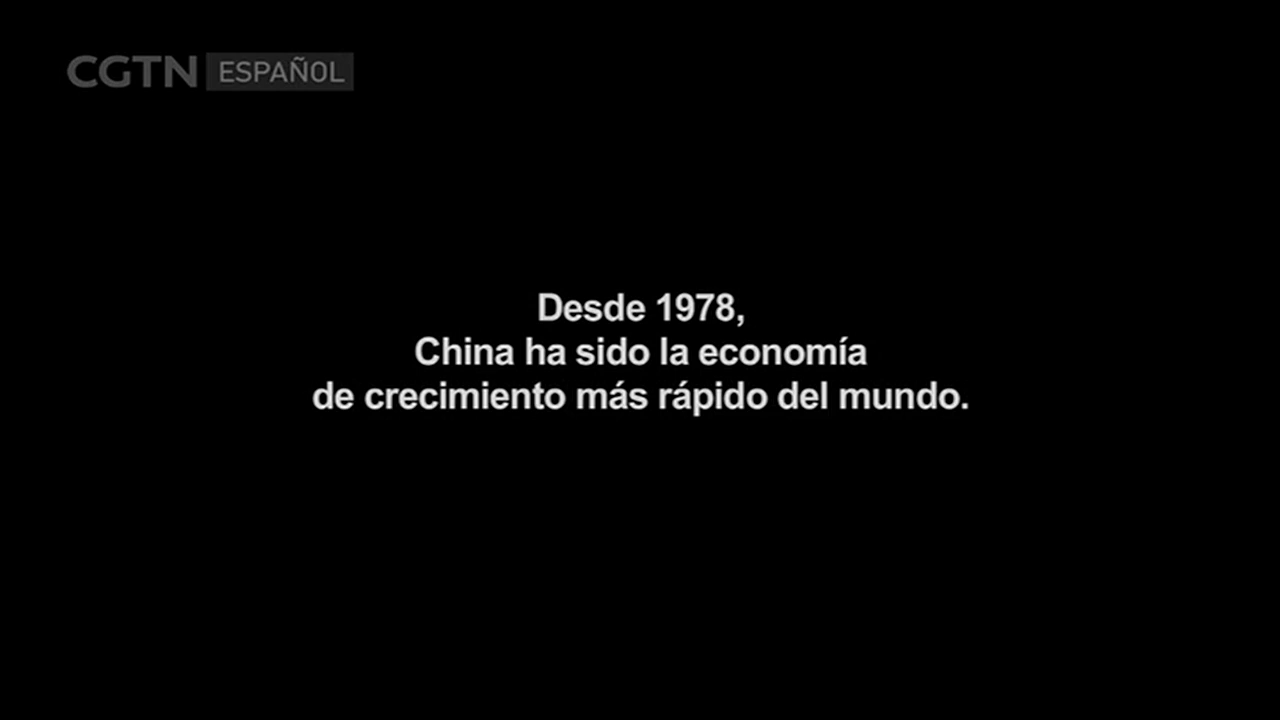 CGTN ESPAÑOL
Desde 1978,
China ha sido la economía
de crecimiento más rápido del mundo.